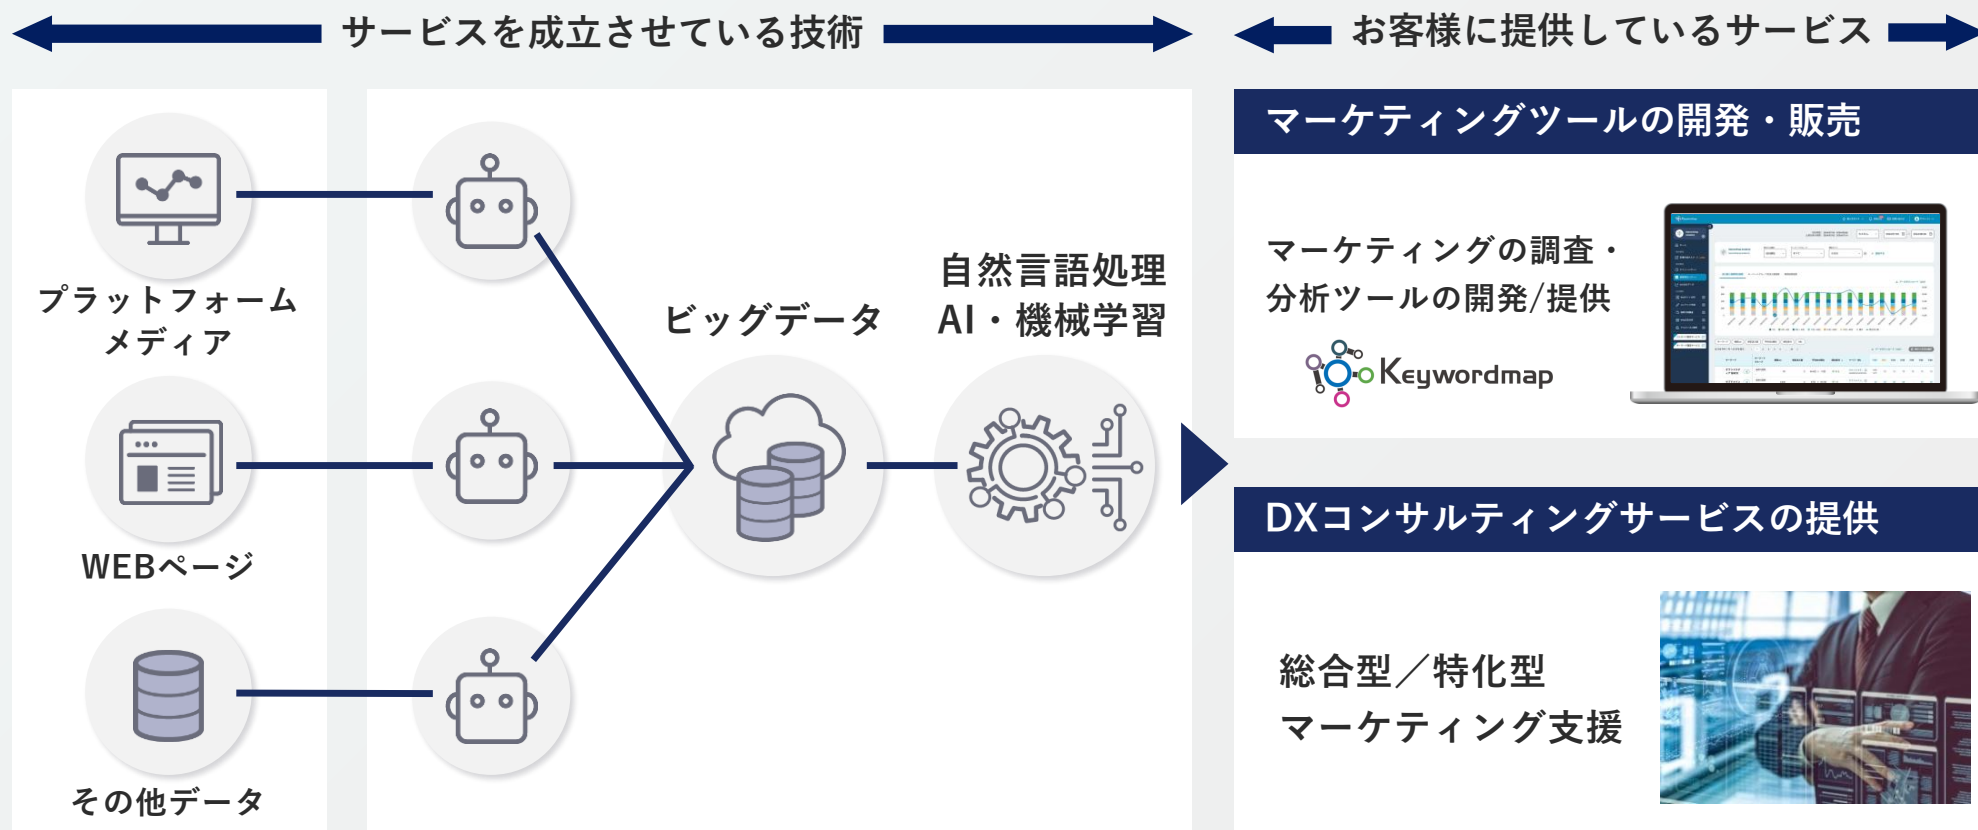 サービスを成立させている技術
お客様に提供しているサービス
プラットフォーム
メディア
WEBページ
その他データ
ビッグデータ
自然言語処理
AI・機械学習
マーケティングツールの開発・販売
マーケティングの調査・
分析ツールの開発/提供
Keywordmap
DXコンサルティングサービスの提供
総合型／特化型
マーケティング支援